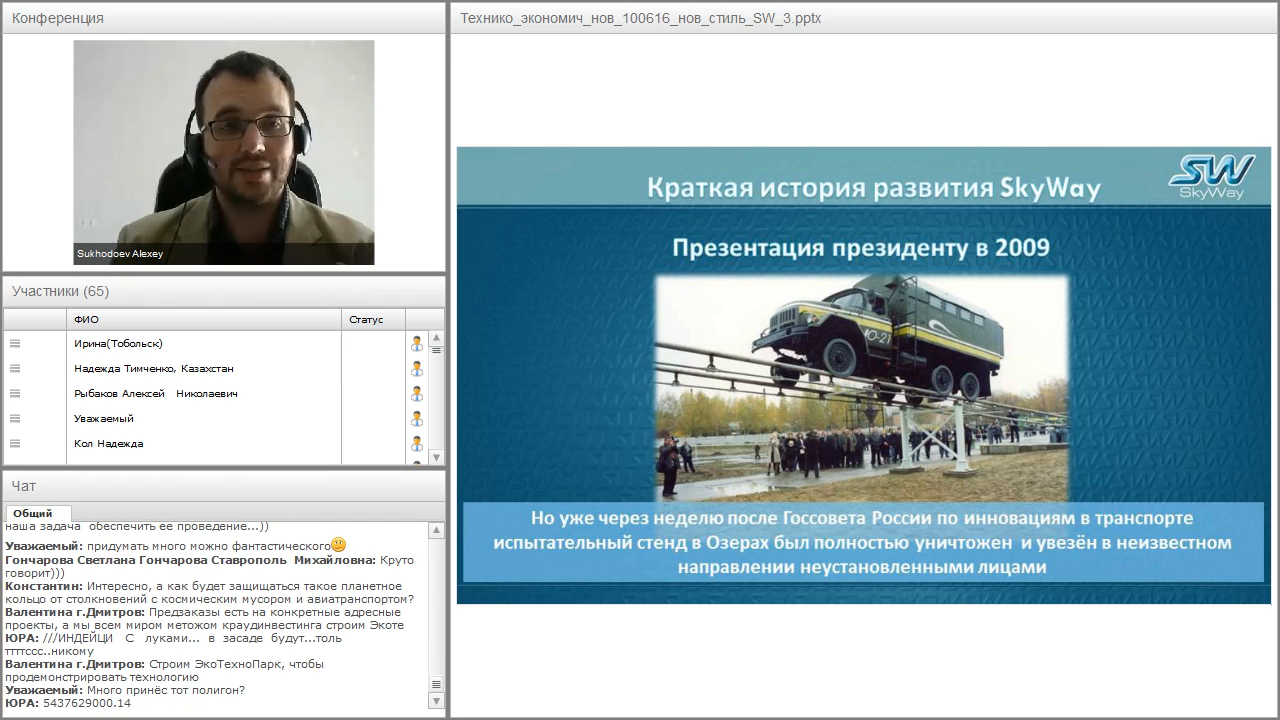 Конференция
Sukhodoev Alexey
Участники (65)
ФИО
Статус
Ирина(Тобольск)
Надежда Тимченко, Казахстан
Рыбаков Алексей Николаевич
Уважаемый
Кол Надежда
Чат
Общий
наша задача обеспечить ее проведение...))
Уважаемый: придумать много можно фантастического
Гончарова Светлана Гончарова Ставрополь Михайловна: Круто
говорит)))
Константин: Интересно, а как будет защищаться такое планетное
кольцо от столкновений с космическим мусором и авиатранспортом?
Валентина г.Дмитров: Предзаказы есть на конкретные адресные
проекты, а мы всем миром метожом краудинвестинга строим Экоте
ЮРА: ///ИНДЕЙЦИ С луками... в засаде будут...толь
ттттссс..никому
Валентина г.Дмитров: Строим ЭкоТехноПарк, чтобы
продемонстрировать технологию
Уважаемый: Много принёс тот полигон?
ЮРА: 5437629000.14
Технико_экономич_нов_100616_нов_стиль_SW_3.pptx
Краткая история развития SkyWay
SW
SkyWay
Презентация президенту в 2009
Ю-21
Но уже через неделю после Госсовета России по инновациям в транспорте
испытательный стенд в Озерах был полностью уничтожен и увезён в неизвестном
направлении неустановленными лицами